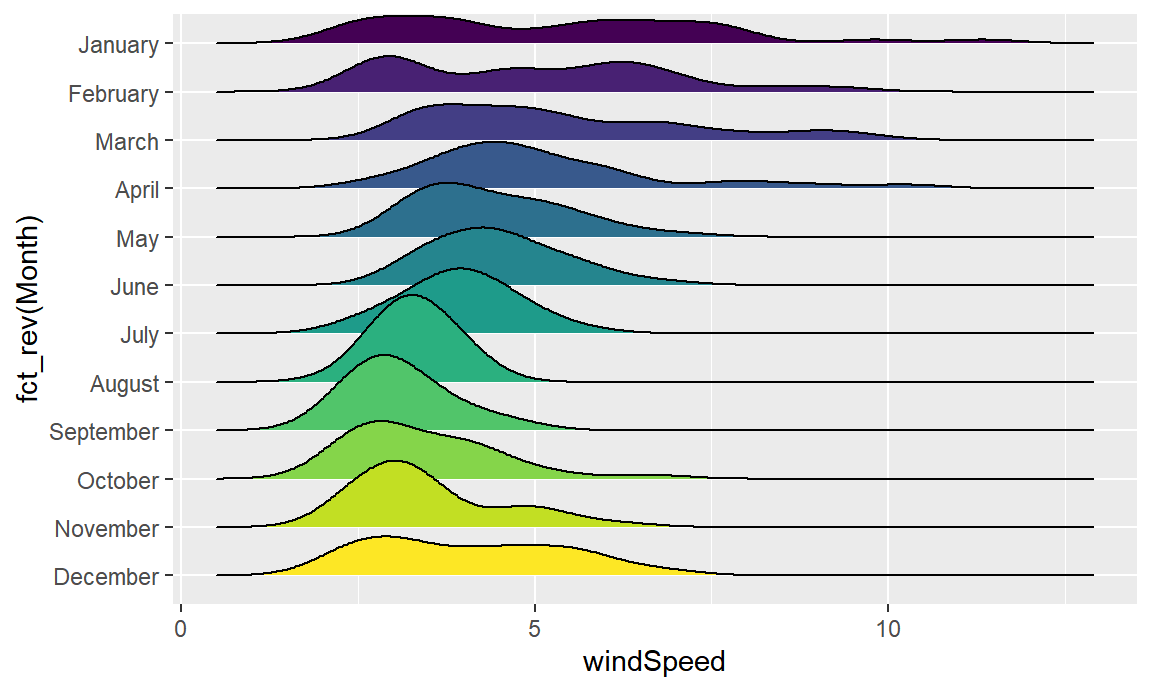 fct_rev(Month)
January
February
March
April
May
June
July
August
September
October
November
December
0 5 10
windSpeed